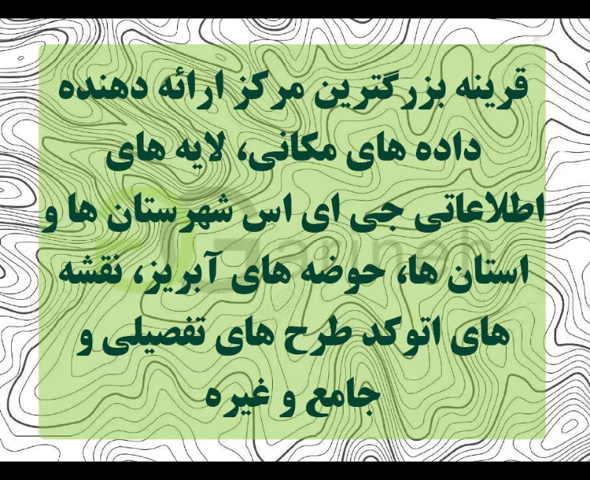 قرینه بزرگترین مرکز ارائه دهنده
داده های مکانی، لایه های
اطلاعاتی جی ای اس شهرستان ها و
استان ها، حوضه های آبریز، نقشه
های اتوکد طرح های تفصیلی و
جامع و غیره